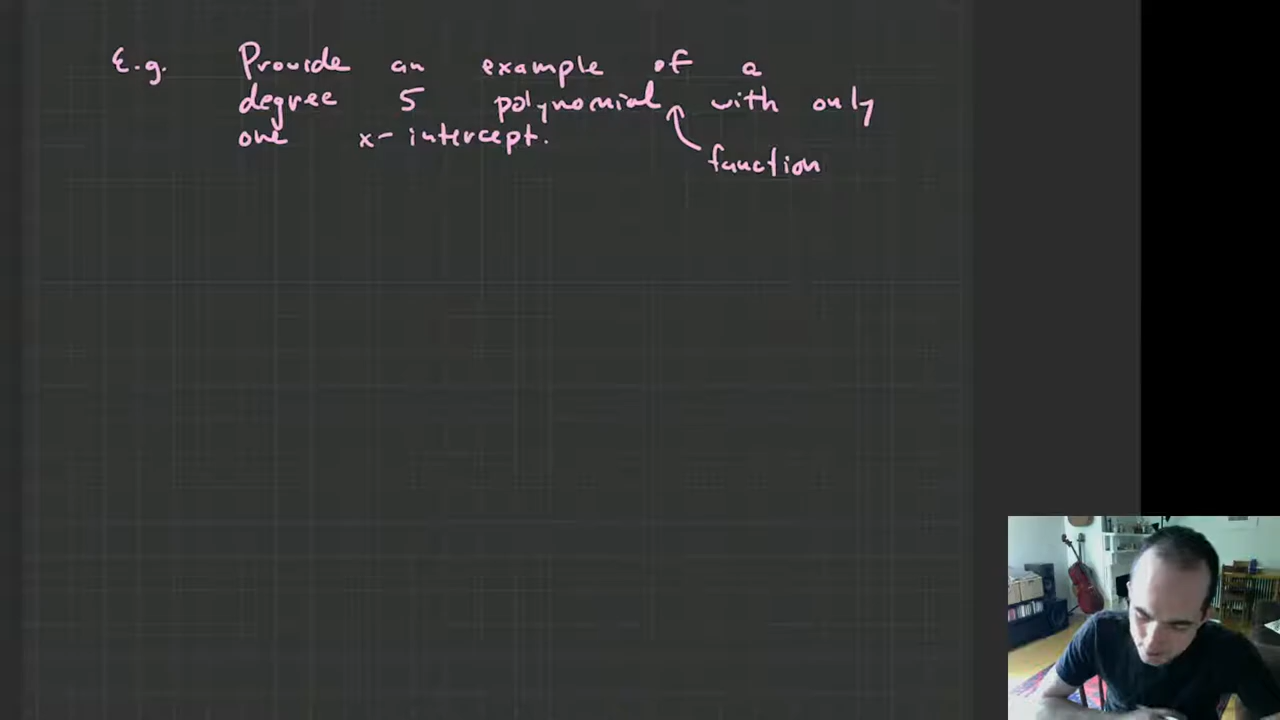 E.g. Provide an example of a
degree 5 polynomial with only
one x-intercept.
function